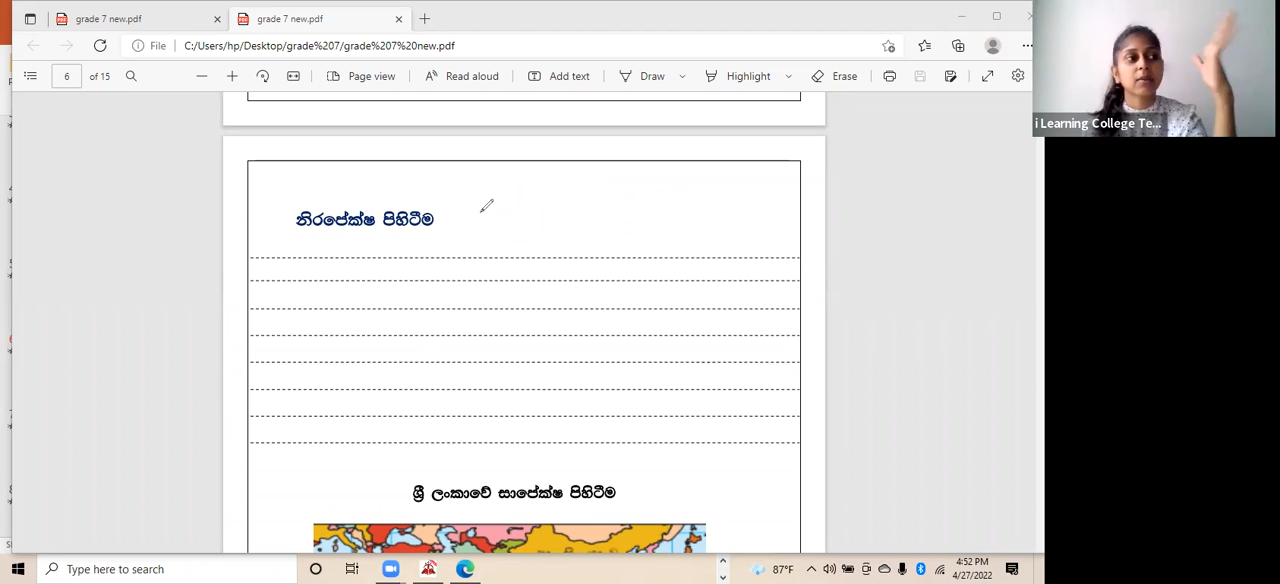 grade 7 new.pdf
grade 7 new.pdf
File C:/Users/hp/Desktop/grade%207/grade%207%20new.pdf
6 of 15 Page view Read aloud Add text Draw Highlight Erase
i Learning College Te...
නිරපේක්ෂ පිහිටීම
ශ්‍රී ලංකාවේ සාපේක්ෂ පිහිටීම
Type here to search
87°F
4:52 PM
4/27/2022